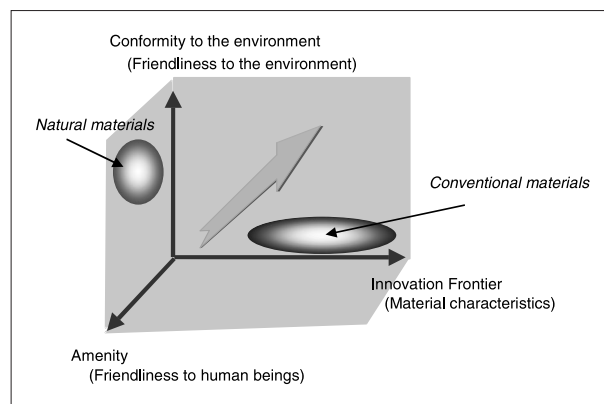 Conformity to the environment
(Friendliness to the environment)
Natural materials
Conventional materials
Innovation Frontier
(Material characteristics)
Amenity
(Friendliness to human beings)